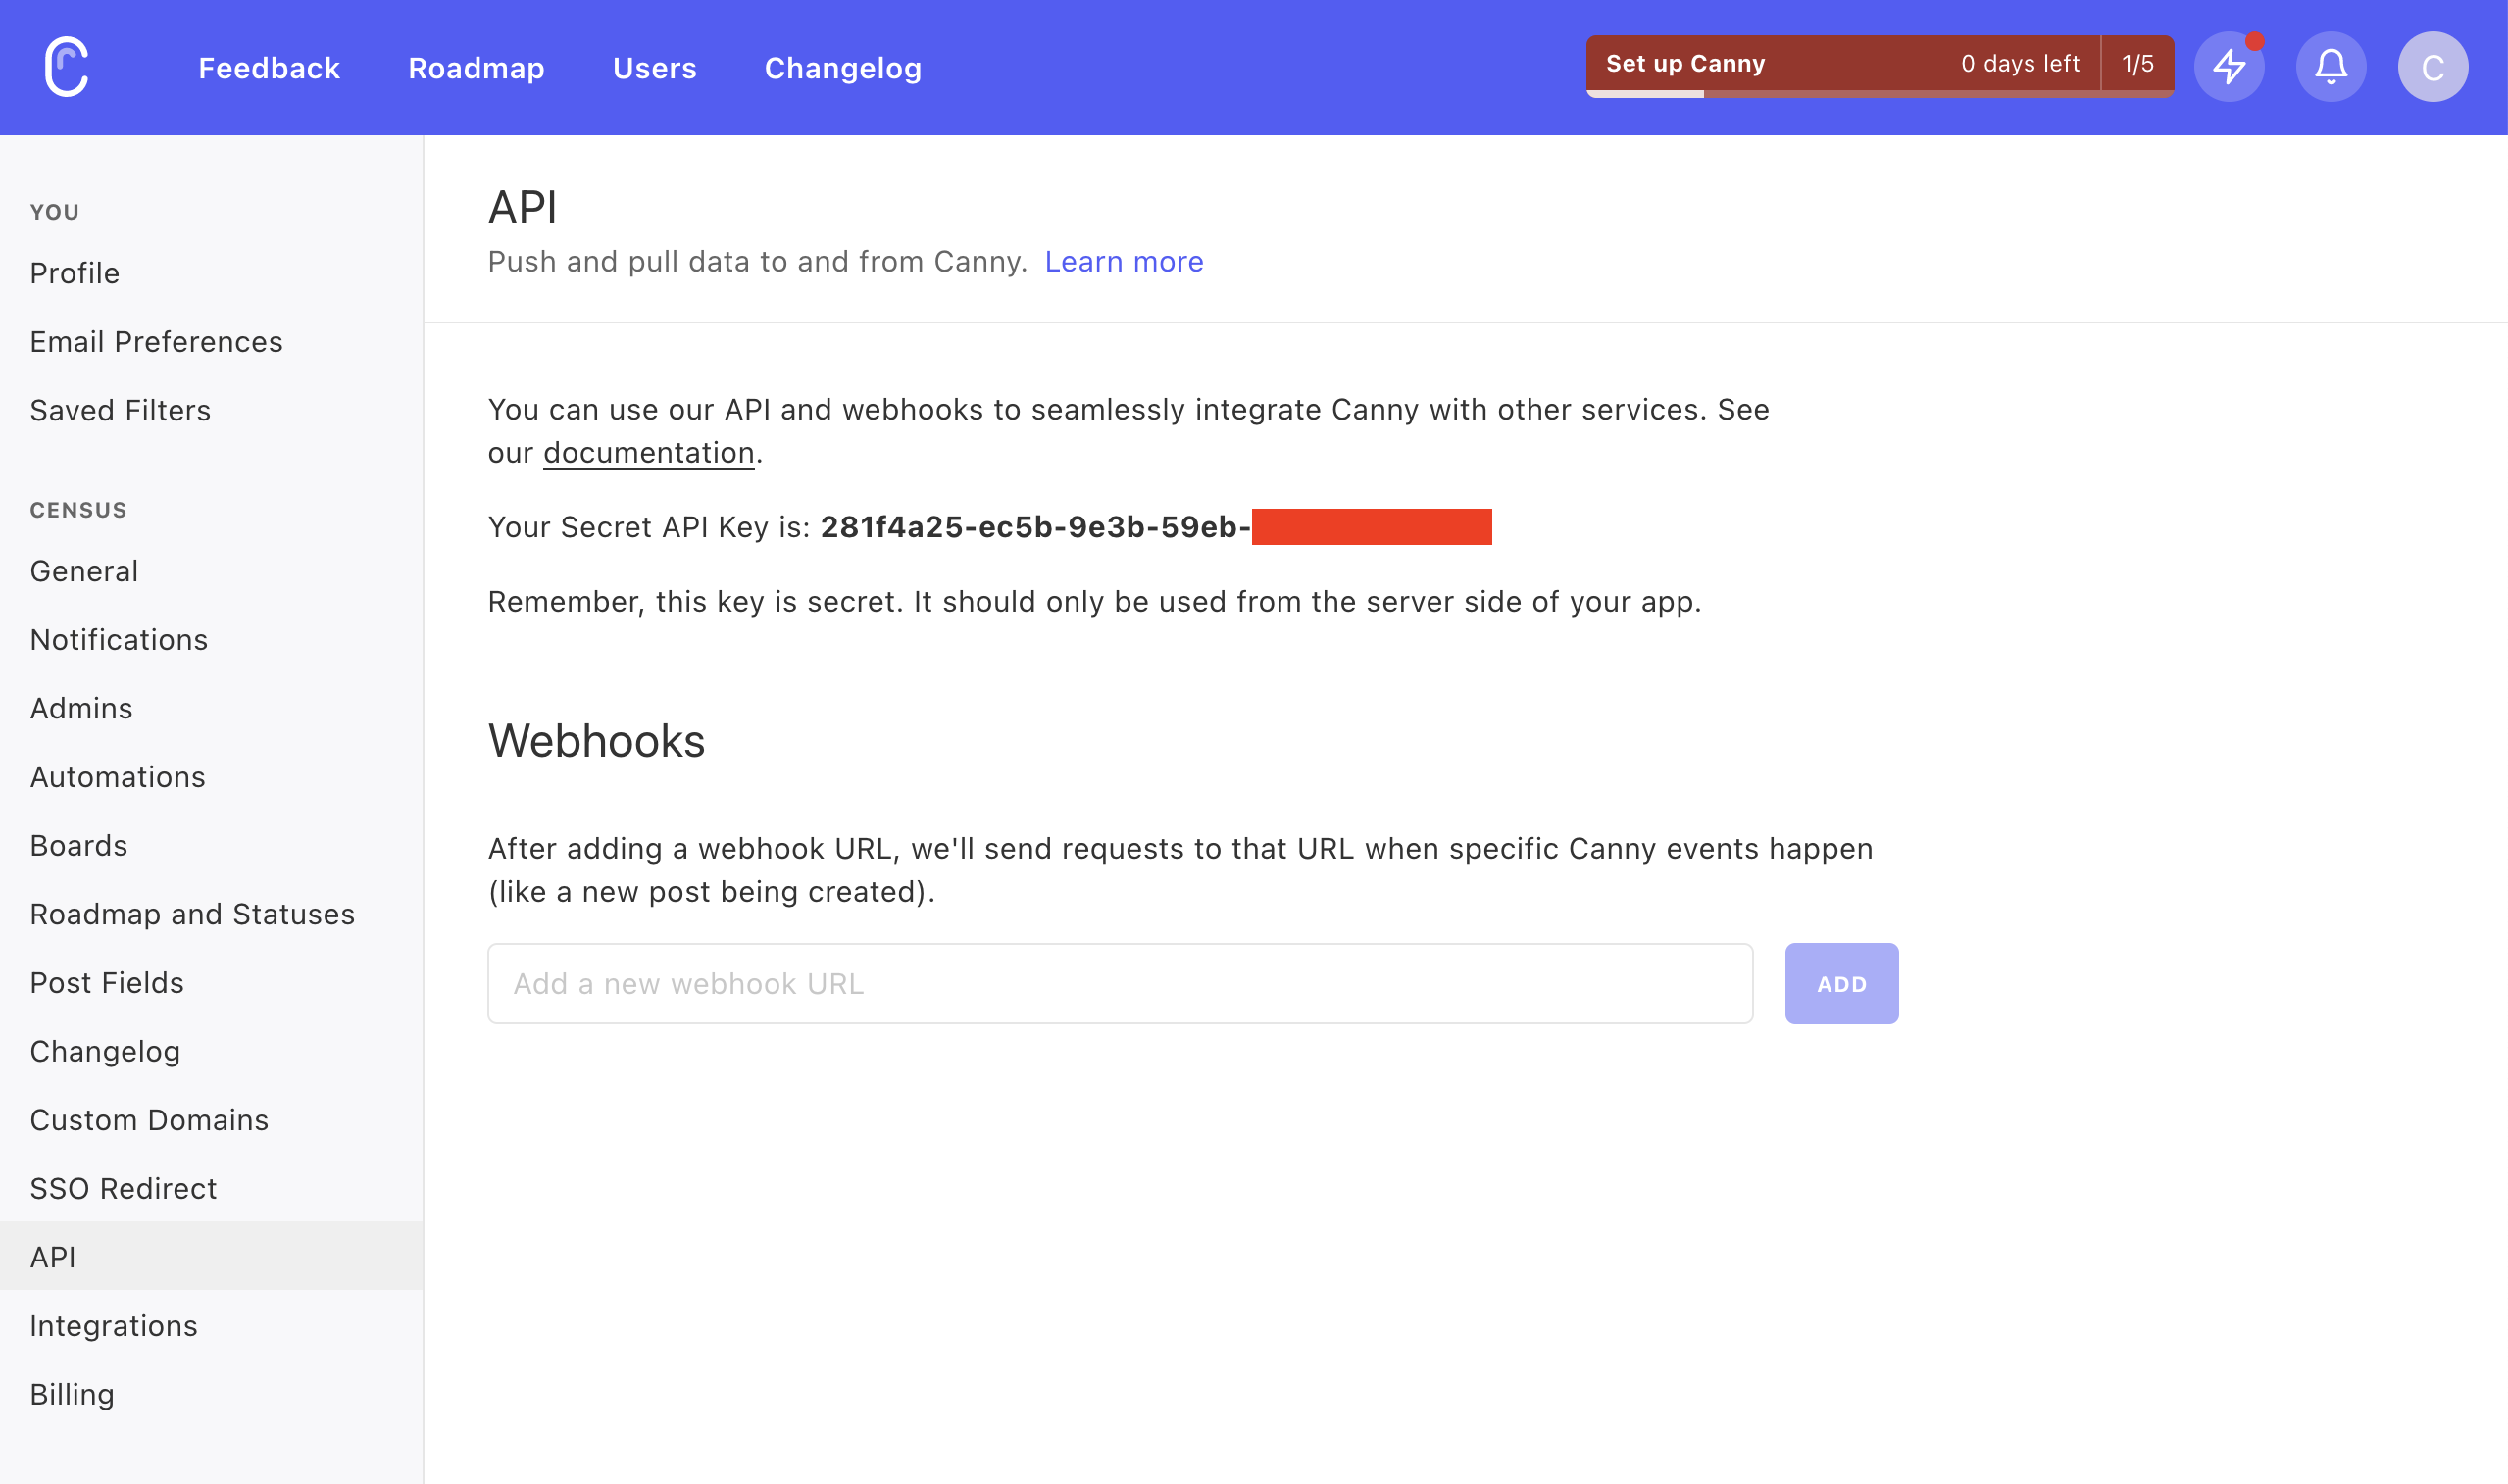 Feedback
Roadmap
Users
Changelog
Set up Canny
0 days left
1/5
C
YOU
Profile
Email Preferences
Saved Filters
CENSUS
General
Notifications
Admins
Automations
Boards
Roadmap and Statuses
Post Fields
Changelog
Custom Domains
SSO Redirect
API
Integrations
Billing
API
Push and pull data to and from Canny. Learn more
You can use our API and webhooks to seamlessly integrate Canny with other services. See
our documentation.
Your Secret API Key is: 281f4a25-ec5b-9e3b-59eb-
Remember, this key is secret. It should only be used from the server side of your app.
Webhooks
After adding a webhook URL, we'll send requests to that URL when specific Canny events happen
(like a new post being created).
Add a new webhook URL
ADD